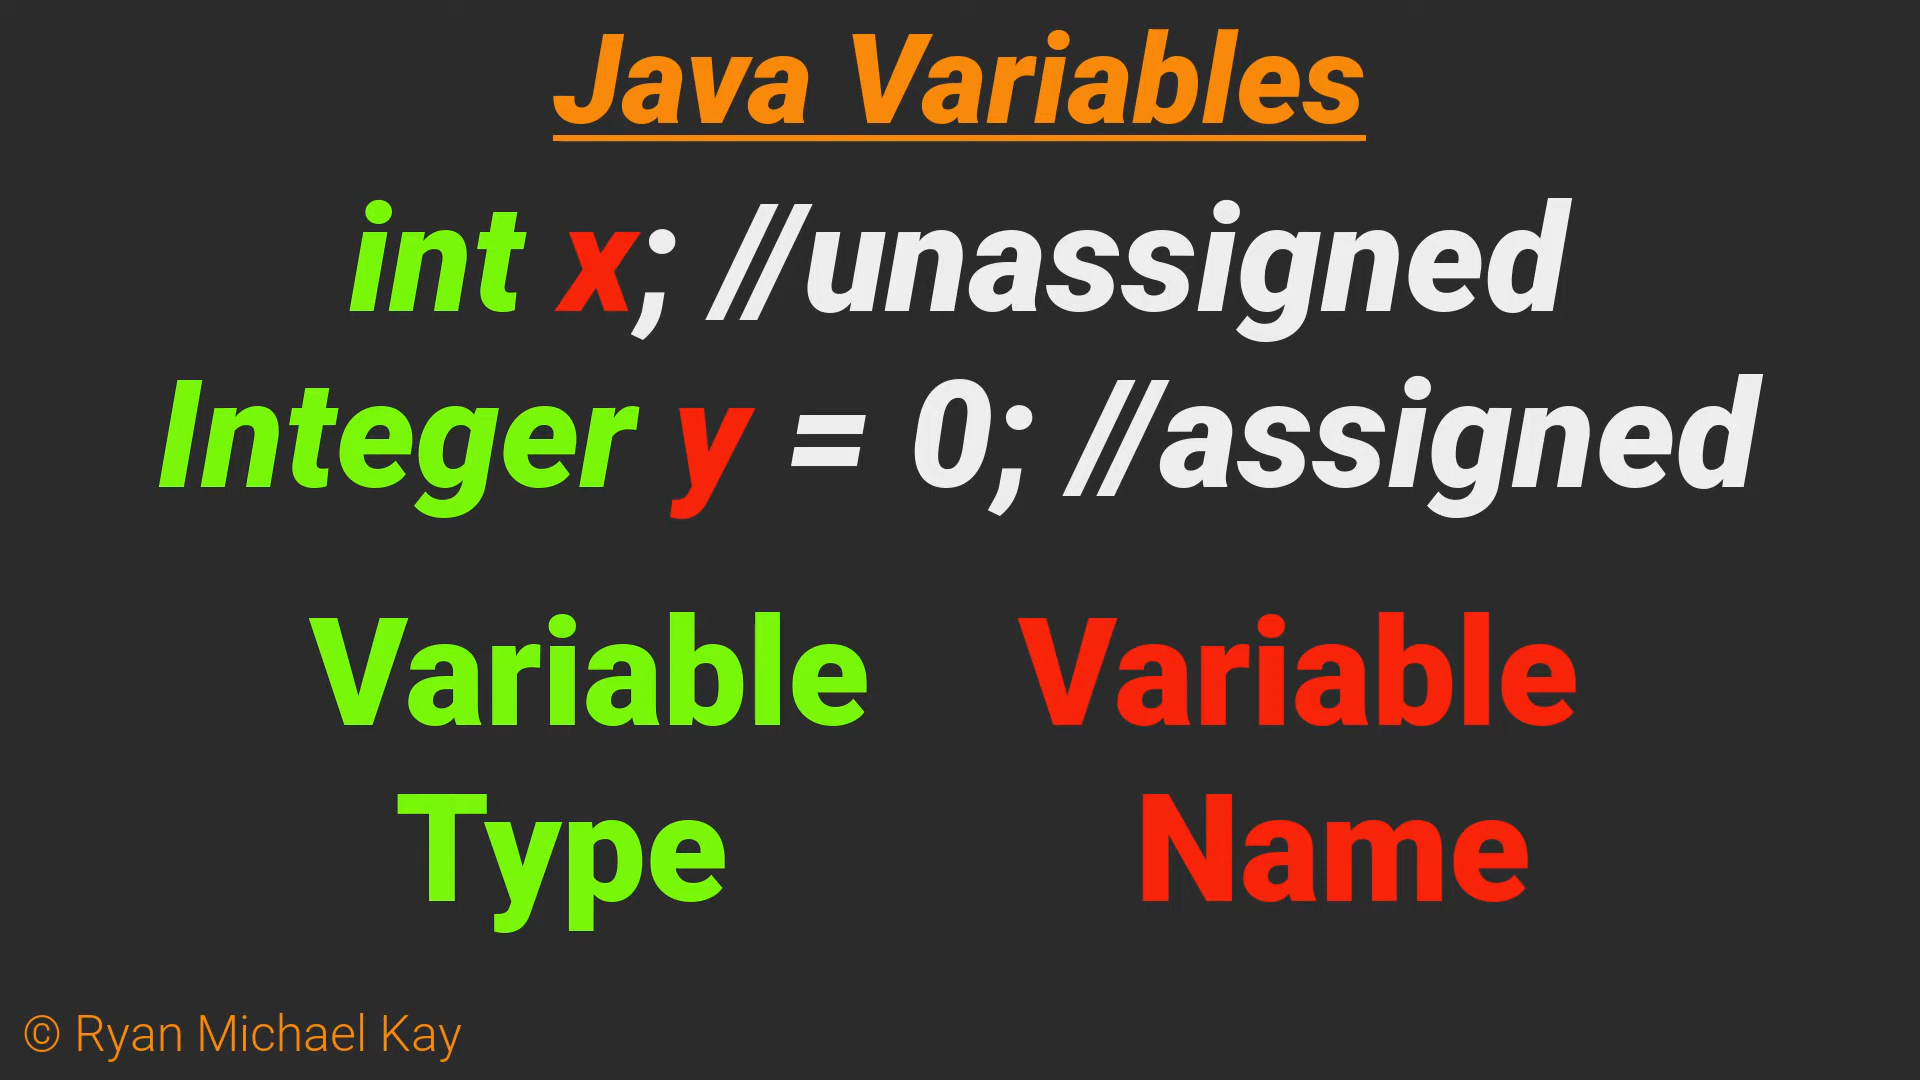 Java Variables
int x; //unassigned
Integer y = 0; //assigned
Variable Variable
Type Name
© Ryan Michael Kay